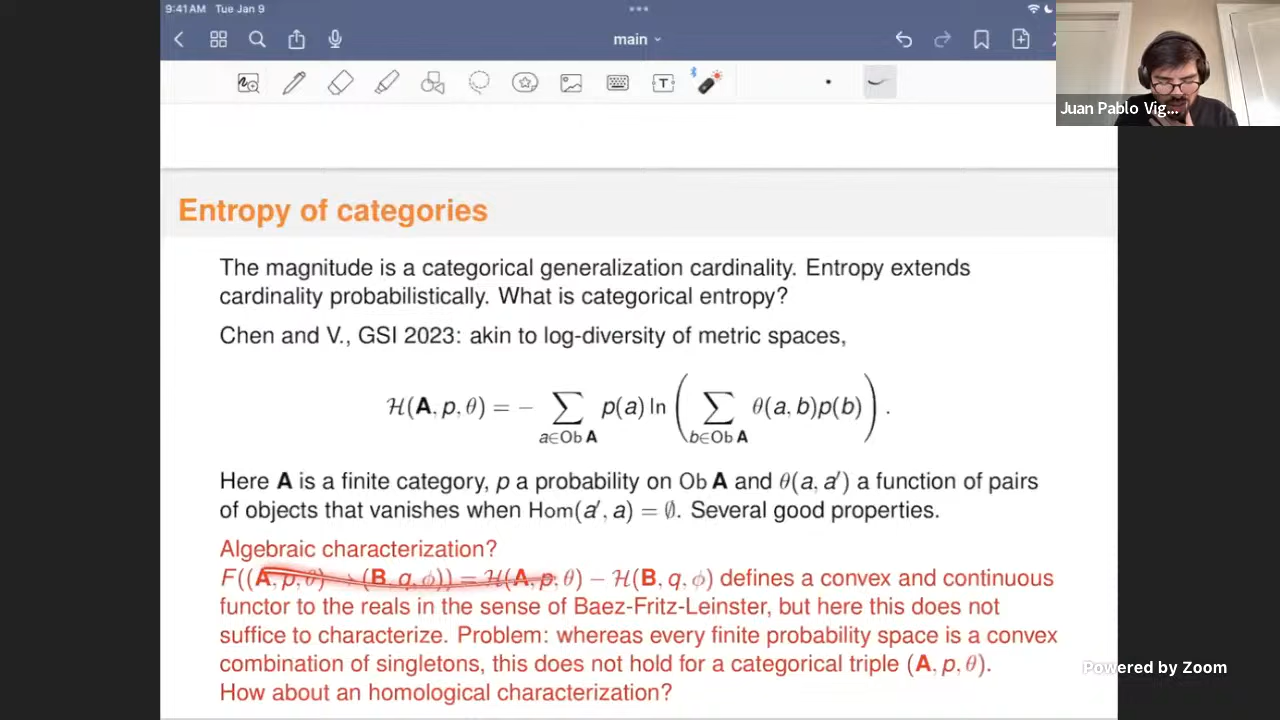 9:41 AM Tue Jan 9
main
Juan Pablo Vig...
Entropy of categories
The magnitude is a categorical generalization cardinality. Entropy extends
cardinality probabilistically. What is categorical entropy?
Chen and V., GSI 2023: akin to log-diversity of metric spaces,
ℋ(A, p, θ) = − ∑_{a∈Ob A} p(a) ln ( ∑_{b∈Ob A} θ(a, b)p(b) ) .
Here A is a finite category, p a probability on Ob A and θ(a, a′) a function of pairs
of objects that vanishes when Hom(a′, a) = ∅. Several good properties.
Algebraic characterization?
F((A, p, θ) → (B, q, ϕ)) = ℋ(A, p, θ) − ℋ(B, q, ϕ) defines a convex and continuous
functor to the reals in the sense of Baez-Fritz-Leinster, but here this does not
suffice to characterize. Problem: whereas every finite probability space is a convex
combination of singletons, this does not hold for a categorical triple (A, p, θ).
How about an homological characterization?
Powered by Zoom